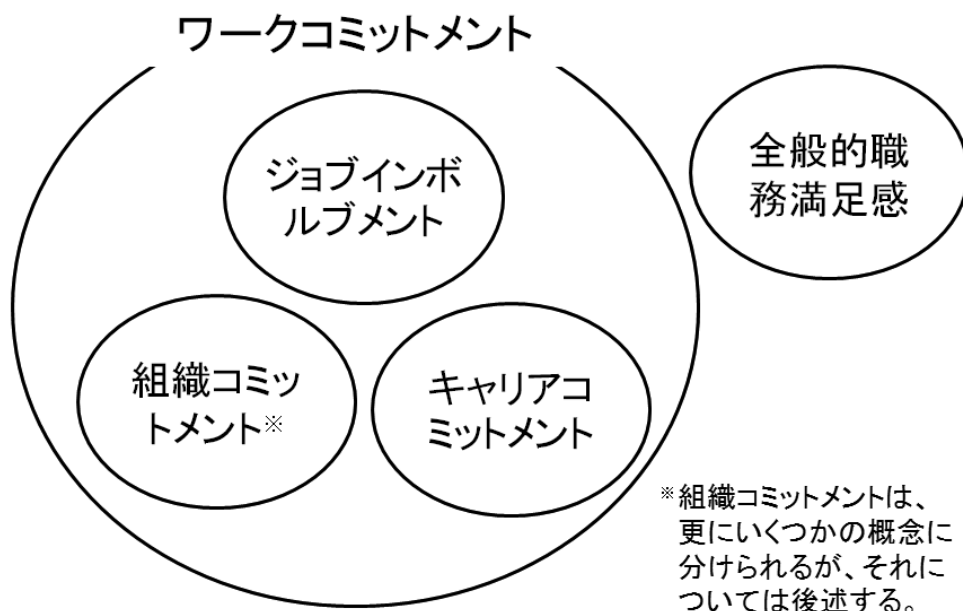 ワークコミットメント
ジョブインボ
ルブメント
全般的職
務満足感
組織コミッ
トメント※
キャリアコ
ミットメント
※組織コミットメントは、
更にいくつかの概念に
分けられるが、それに
ついては後述する。